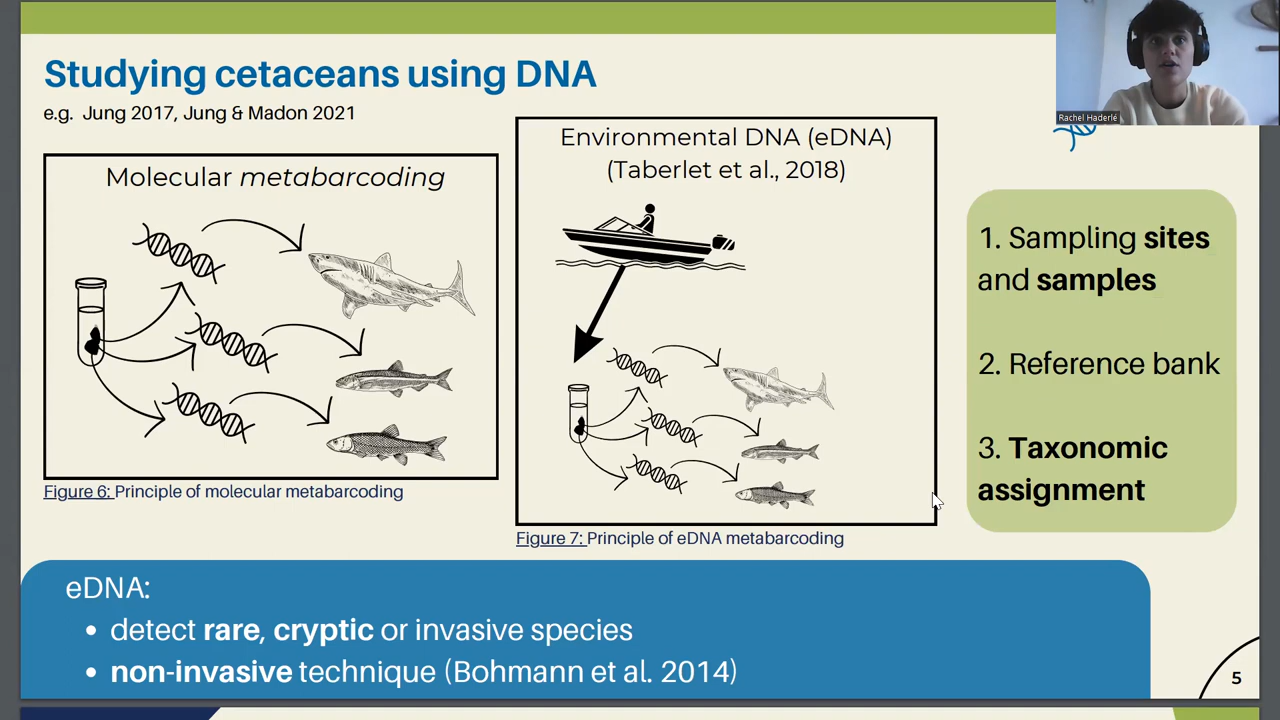 Studying cetaceans using DNA
e.g. Jung 2017, Jung & Madon 2021
Molecular metabarcoding
Figure 6: Principle of molecular metabarcoding
Environmental DNA (eDNA)
(Taberlet et al., 2018)
Figure 7: Principle of eDNA metabarcoding
Rachel Haderlé
1. Sampling sites
and samples
2. Reference bank
3. Taxonomic
assignment
eDNA:
• detect rare, cryptic or invasive species
• non-invasive technique (Bohmann et al. 2014)
5